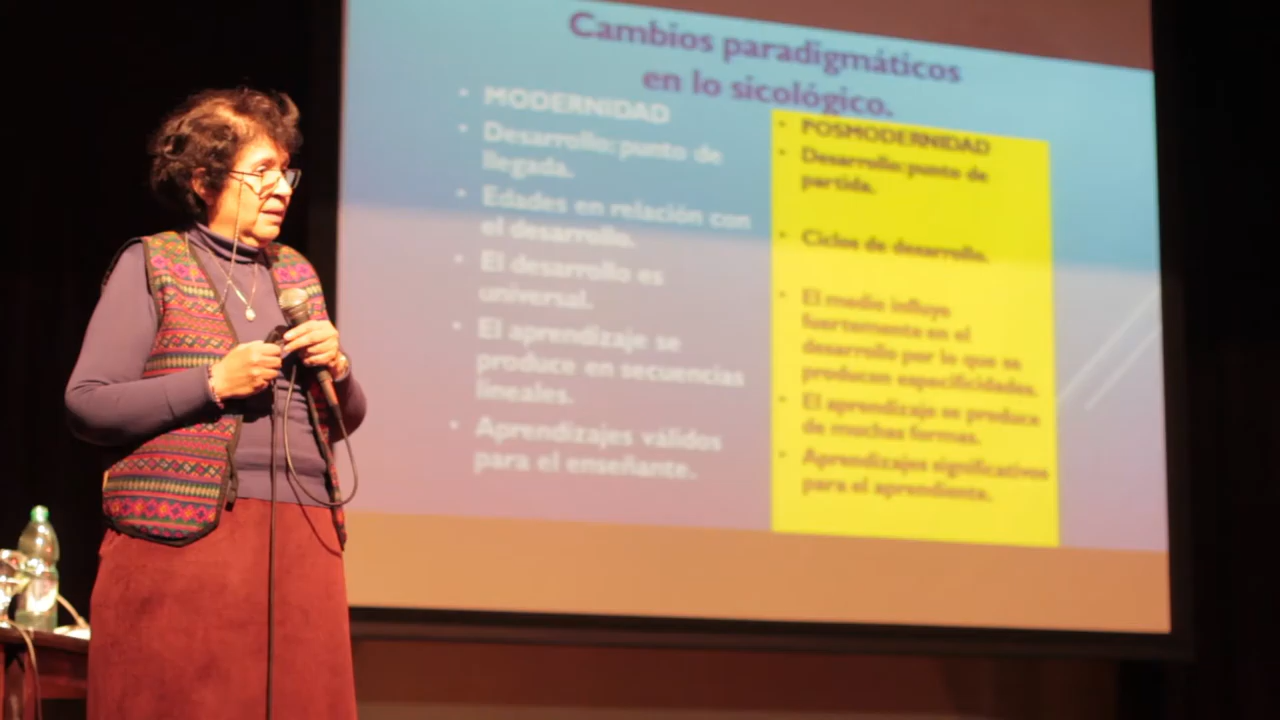 Cambios paradigmáticos
en lo sicológico.
• MODERNIDAD
• Desarrollo: punto de
llegada.
• Edades en relación con
el desarrollo.
• El desarrollo es
universal.
• El aprendizaje se
produce en secuencias
lineales.
• Aprendizajes válidos
para el enseñante.
• POSMODERNIDAD
• Desarrollo: punto de
partida.
• Ciclos de desarrollo.
• El medio influye
fuertemente en el
desarrollo por lo que se
producen especificidades.
• El aprendizaje se produce
de muchas formas.
• Aprendizajes significativos
para el aprendiente.